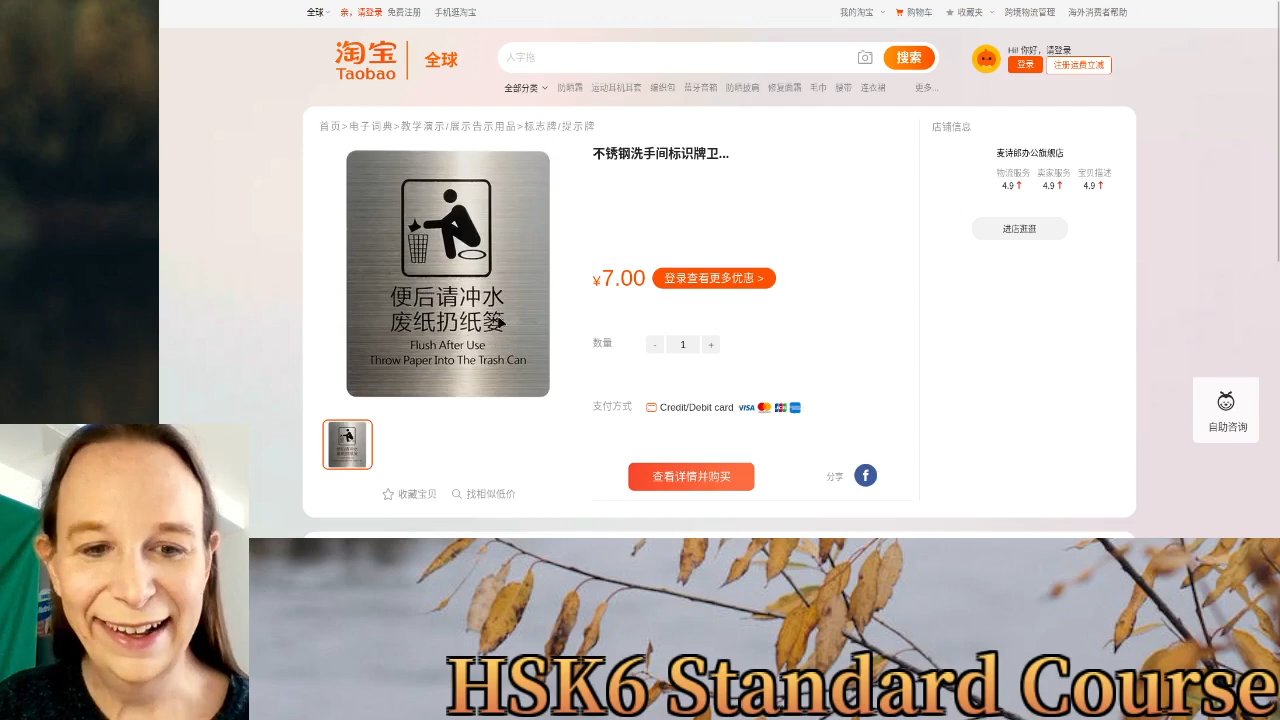 全球 亲，请登录 免费注册 手机逛淘宝 我的淘宝 购物车 收藏夹 跨境物流管理 海外消费者帮助
淘宝 Taobao 全球
人字拖 搜索
Hi! 你好，请登录
登录 注册运费立减
全部分类 防晒霜 运动耳机耳套 编织包 蓝牙音箱 防晒披肩 修复面霜 毛巾 腰带 连衣裙 更多...
首页>电子词典>教学演示/展示告示用品>标志牌/提示牌
不锈钢洗手间标识牌卫...
便后请冲水
废纸扔纸篓
Flush After Use
Throw Paper Into The Trash Can
¥7.00 登录查看更多优惠 >
数量 - 1 +
支付方式 Credit/Debit card VISA
查看详情并购买 分享 f
收藏宝贝 找相似低价
店铺信息
麦诗郎办公旗舰店
物流服务 卖家服务 宝贝描述
4.9 4.9 4.9
进店逛逛
自助咨询
HSK6 Standard Course